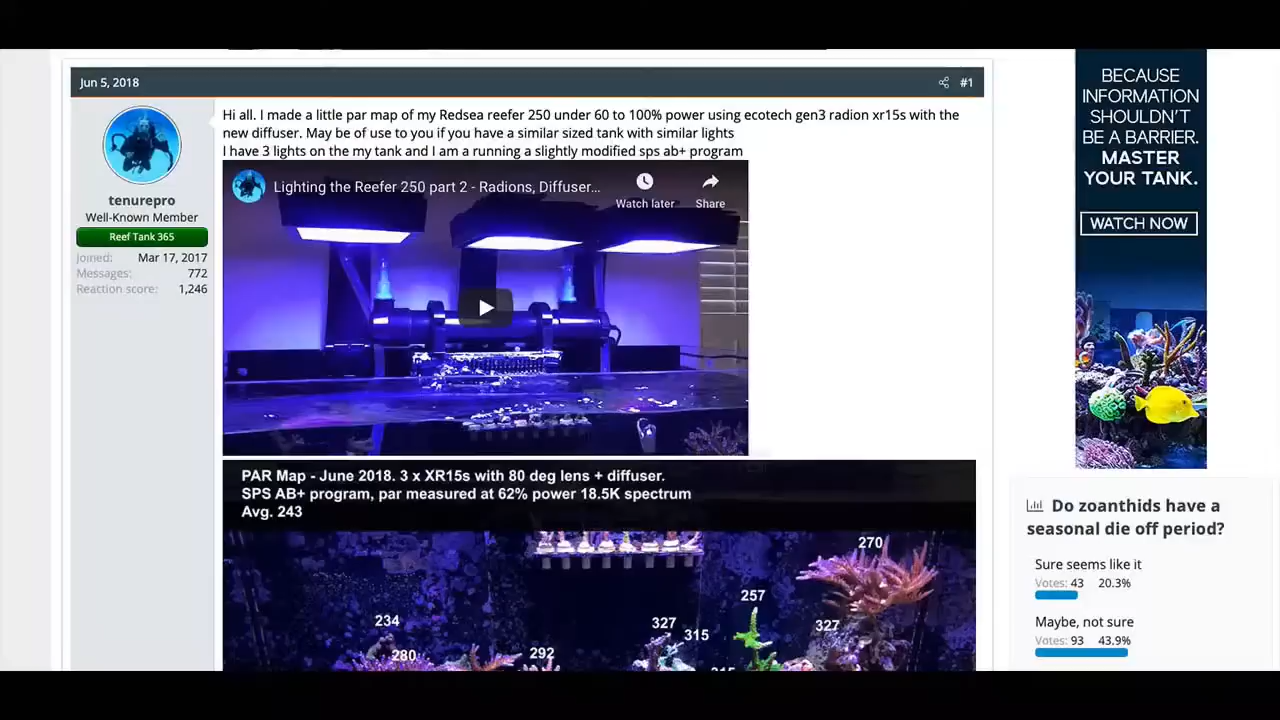 Jun 5, 2018
#1
tenurepro
Well-Known Member
Reef Tank 365
Joined: Mar 17, 2017
Messages: 772
Reaction score: 1,246
Hi all. I made a little par map of my Redsea reefer 250 under 60 to 100% power using ecotech gen3 radion xr15s with the
new diffuser. May be of use to you if you have a similar sized tank with similar lights
I have 3 lights on the my tank and I am a running a slightly modified sps ab+ program
Lighting the Reefer 250 part 2 - Radions, Diffuser...
Watch later
Share
PAR Map - June 2018. 3 x XR15s with 80 deg lens + diffuser.
SPS AB+ program, par measured at 62% power 18.5K spectrum
Avg. 243
270
257
234
327
327
315
280
292
315
BECAUSE
INFORMATION
SHOULDN'T
BE A BARRIER.
MASTER
YOUR TANK.
WATCH NOW
Do zoanthids have a
seasonal die off period?
Sure seems like it
Votes: 43 20.3%
Maybe, not sure
Votes: 93 43.9%